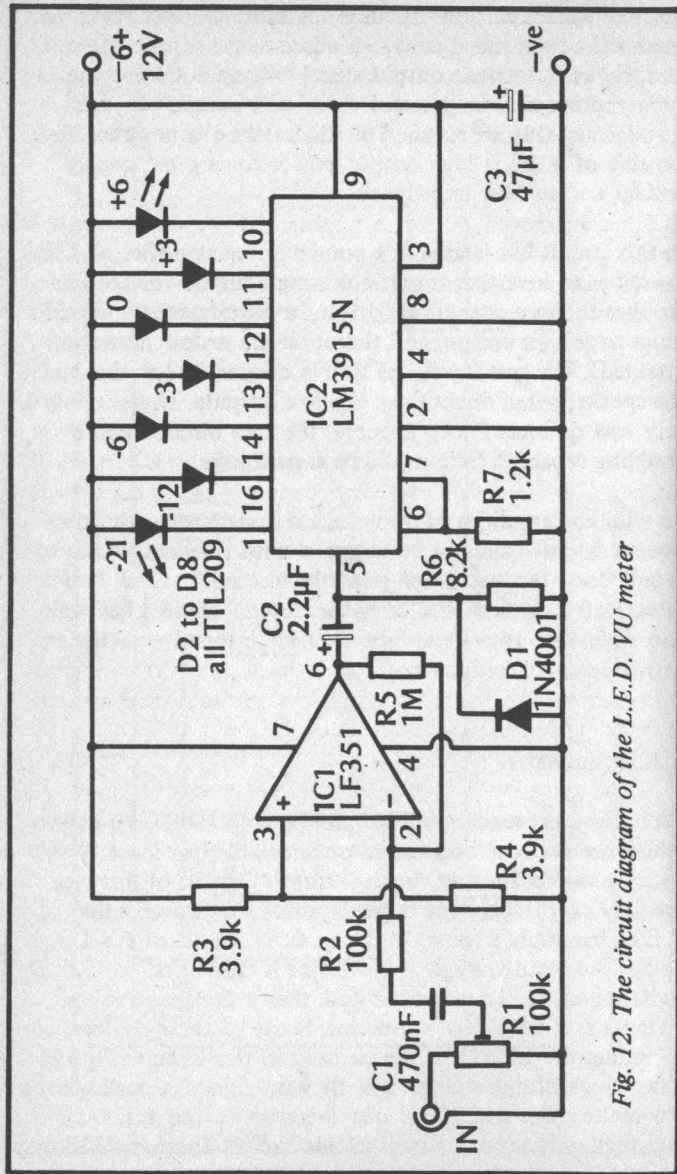 +6–
12V
-21
-12
-6
-3
0
+3
+6
D2 to D8
all TIL209
1 16 14 13 12 11 10
IC2
LM3915N
9
5 6 2 4 8 3
R3
3.9k
7
3 +
IC1
LF351
6
2 −
4
C2
2.2µF
+
R5
1M
R6
8.2k
R7
1.2k
D1
1N4001
+
C3
47µF
R2
100k
C1
470nF
IN
R1
100k
R4
3.9k
–ve
Fig.12. The circuit diagram of the L.E.D. VU meter